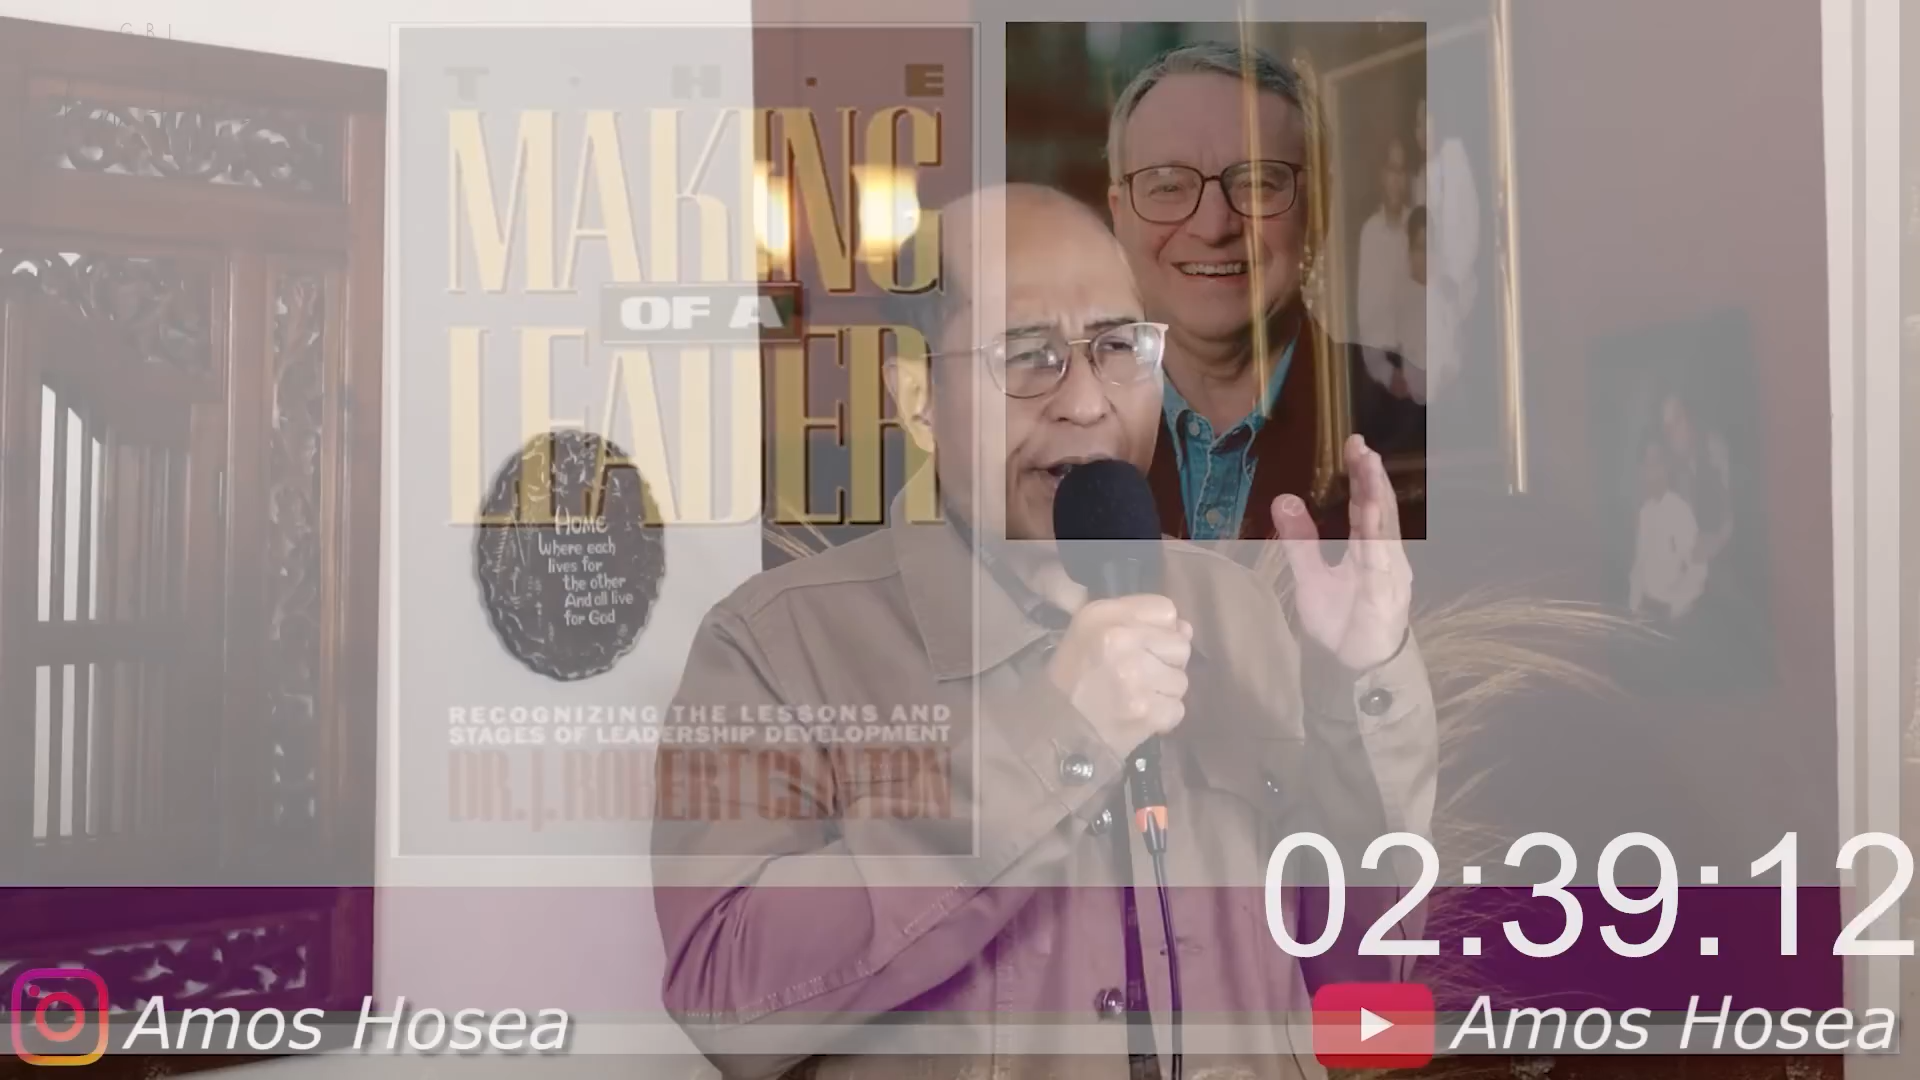 GBI
T · H · E
MAKING
OF A
LEADER
HOME
Where each
lives for
the other
And all live
for God
RECOGNIZING THE LESSONS AND
STAGES OF LEADERSHIP DEVELOPMENT
DR. J. ROBERT CLINTON
02:39:12
Amos Hosea
Amos Hosea